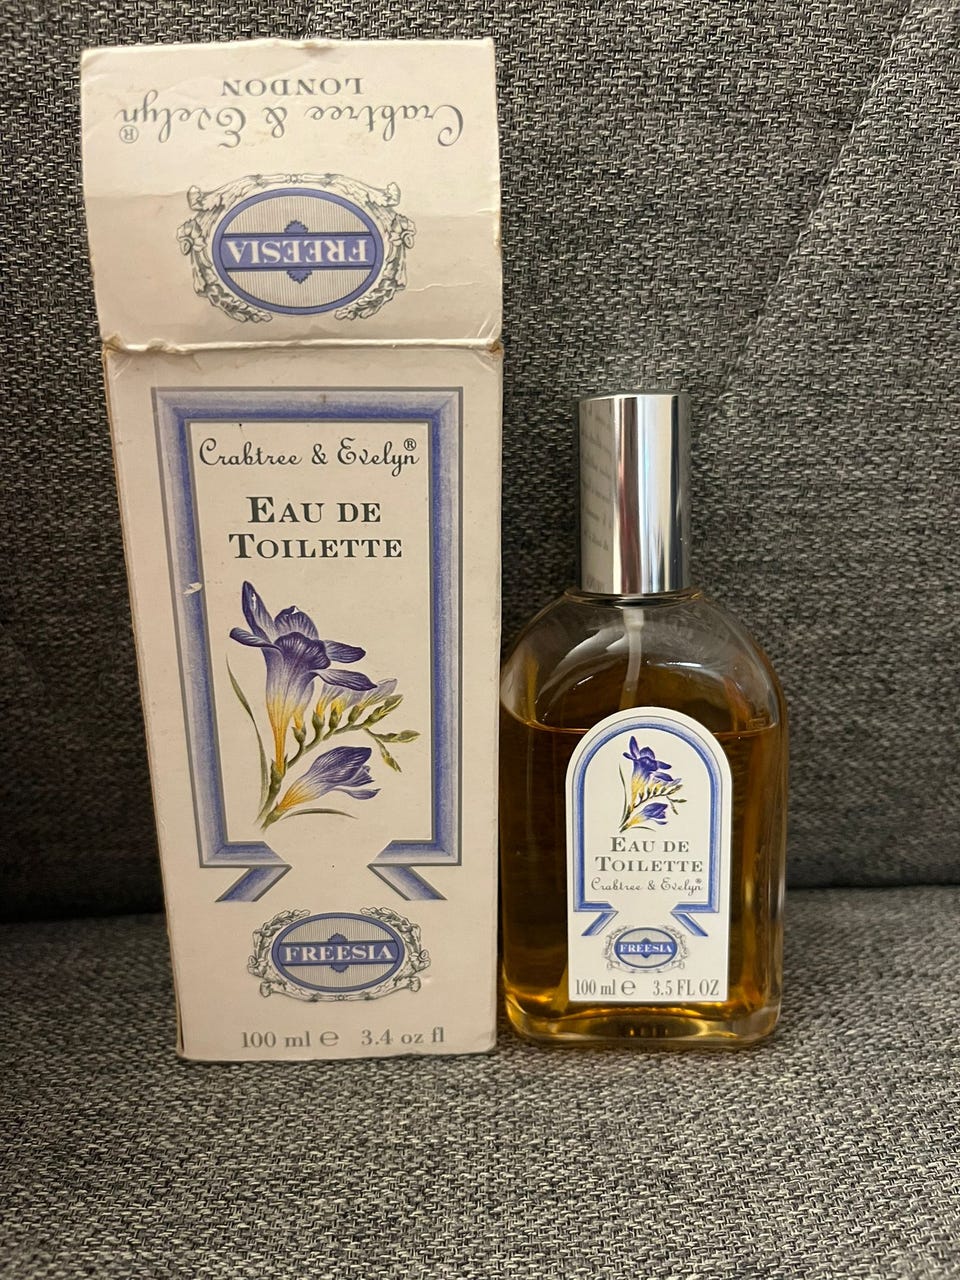 Crabtree & Evelyn®
LONDON
FREESIA
Crabtree & Evelyn®
EAU DE
TOILETTE
FREESIA
100 ml ℮ 3.4 oz fl
EAU DE
TOILETTE
Crabtree & Evelyn®
FREESIA
100 ml ℮ 3.5 FL OZ